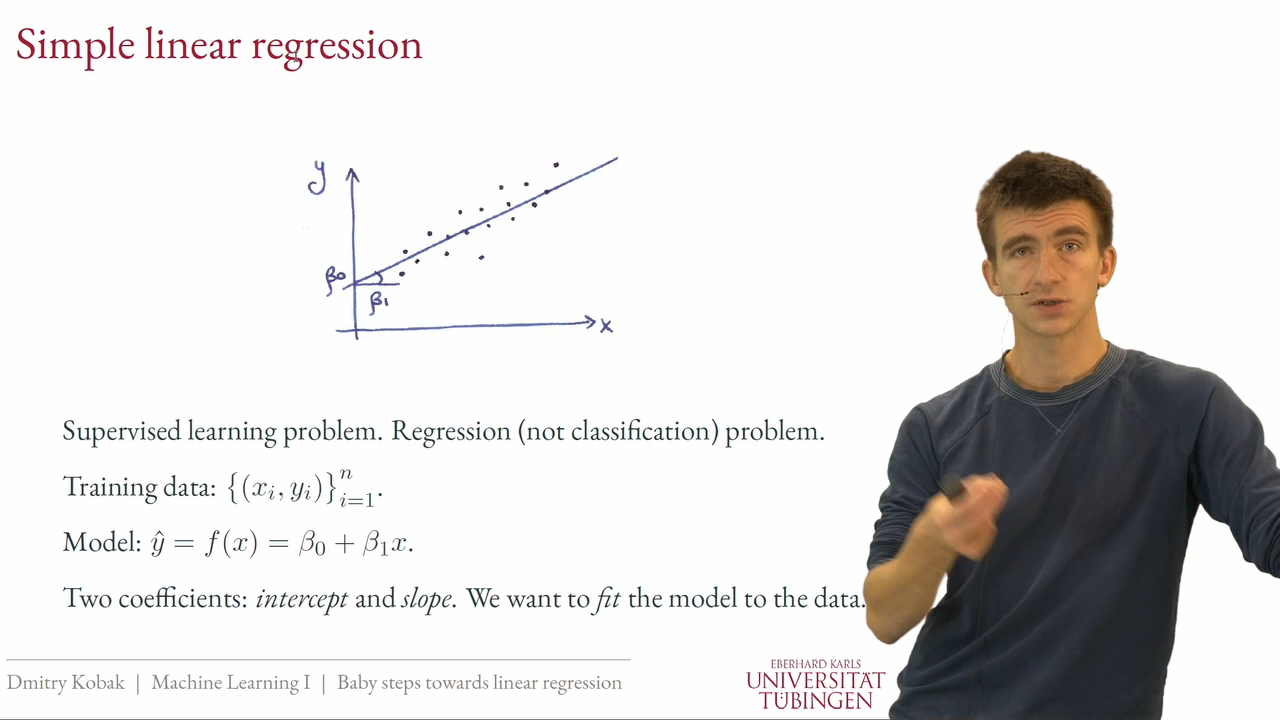 Simple linear regression
y
β0
β1
x
Supervised learning problem. Regression (not classification) problem.
Training data: {(xᵢ, yᵢ)}ⁿᵢ₌₁.
Model: ŷ = f(x) = β₀ + β₁x.
Two coefficients: intercept and slope. We want to fit the model to the data.
Dmitry Kobak | Machine Learning I | Baby steps towards linear regression
EBERHARD KARLS
UNIVERSITÄT
TÜBINGEN